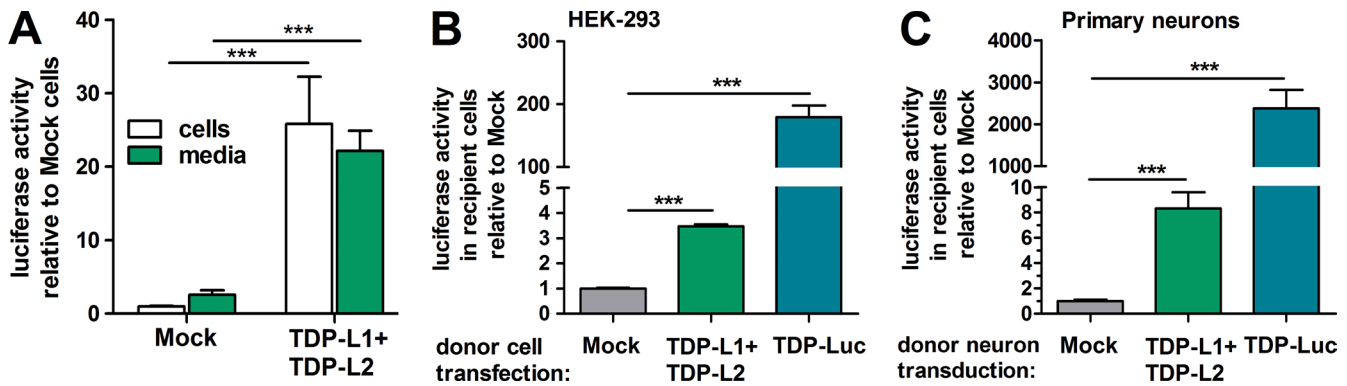 A
luciferase activity
relative to Mock cells
40
30
20
10
0
***
***
cells
media
Mock
TDP-L1+
TDP-L2
B
HEK-293
luciferase activity
in recipient cells
relative to Mock
300
200
100
5
4
3
2
1
0
***
***
donor cell
transfection:
Mock
TDP-L1+
TDP-L2
TDP-Luc
C
Primary neurons
luciferase activity
in recipient cells
relative to Mock
4000
3000
2000
1000
10
8
6
4
2
0
***
***
donor neuron
transduction:
Mock
TDP-L1+
TDP-L2
TDP-Luc